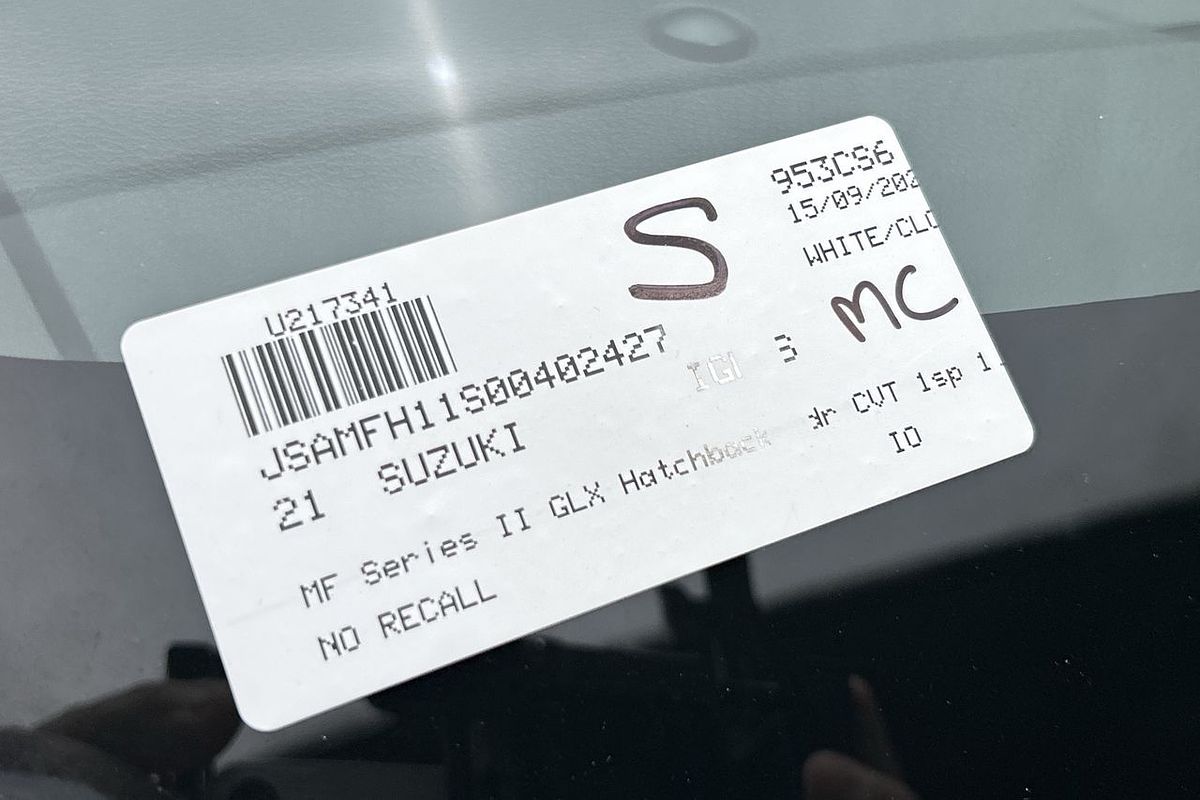 S
953CS6
15/09/202
WHITE/CLO
MC
U217341
JSAMFH11S00402427
21 SUZUKI IGI 3
MF Series II GLX Hatchback CVT 1sp 1.
NO RECALL IO